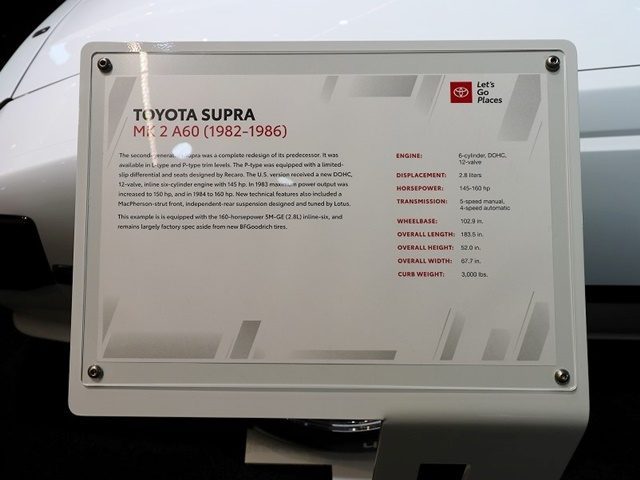 Let's
Go
Places
TOYOTA SUPRA
MK 2 A60 (1982-1986)
The second-generation Supra was a complete redesign of its predecessor. It was
available in L-type and P-type trim levels. The P-type was equipped with a limited-
slip differential and seats designed by Recaro. The U.S. version received a new DOHC,
12-valve, inline six-cylinder engine with 145 hp. In 1983 maximum power output was
increased to 150 hp, and in 1984 to 160 hp. New technical features also included a
MacPherson-strut front, independent-rear suspension designed and tuned by Lotus.
This example is is equipped with the 160-horsepower 5M-GE (2.8L) inline-six, and
remains largely factory spec aside from new BFGoodrich tires.
ENGINE: 6-cylinder, DOHC,
12-valve
DISPLACEMENT: 2.8 liters
HORSEPOWER: 145-160 hp
TRANSMISSION: 5-speed manual,
4-speed automatic
WHEELBASE: 102.9 in.
OVERALL LENGTH: 183.5 in.
OVERALL HEIGHT: 52.0 in.
OVERALL WIDTH: 67.7 in.
CURB WEIGHT: 3,000 lbs.